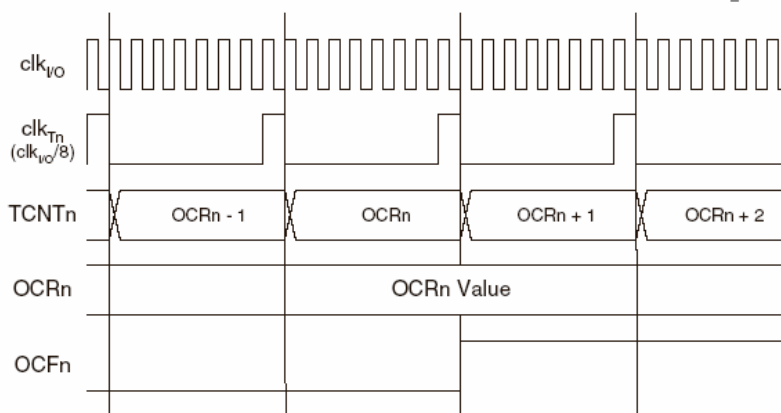 clkI/O
clkTn
(clkI/O/8)
TCNTn OCRn - 1 OCRn OCRn + 1 OCRn + 2
OCRn OCRn Value
OCFn